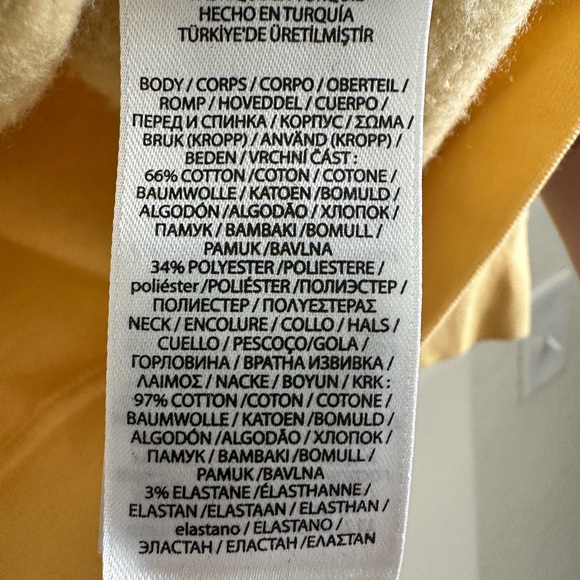 HECHO EN TURQUÍA
TÜRKİYE'DE ÜRETİLMİŞTİR
BODY / CORPS / CORPO / OBERTEIL /
ROMP / HOVEDDEL / CUERPO /
ПЕРЕД И СПИНКА / КОРПУС / ΣΩΜΑ /
BRUK (KROPP) / ANVÄND (KROPP) /
BEDEN / VRCHNÍ ČÁST :
66% COTTON /COTON / COTONE /
BAUMWOLLE / KATOEN /BOMULD /
ALGODÓN /ALGODÃO / ХЛОПОК /
ПАМУК / BAMBAKI /BOMULL /
PAMUK /BAVLNA
34% POLYESTER /POLIESTERE /
poliéster /POLIÉSTER /ПОЛИЭСТЕР /
ПОЛИЕСТЕР / ΠΟΛΥΕΣΤΕΡΑΣ
NECK / ENCOLURE / COLLO / HALS /
CUELLO / PESCOÇO/GOLA /
ГОРЛОВИНА / ВРАТНА ИЗВИВКА /
ΛΑΙΜΟΣ / NACKE / BOYUN / KRK :
97% COTTON /COTON / COTONE /
BAUMWOLLE / KATOEN /BOMULD /
ALGODÓN /ALGODÃO / ХЛОПОК /
ПАМУК / BAMBAKI /BOMULL /
PAMUK /BAVLNA
3% ELASTANE /ÉLASTHANNE /
ELASTAN /ELASTAAN / ELASTHAN /
elastano / ELASTANO /
ЭЛАСТАН / ЕЛАСТАН /ΕΛΑΣΤΑΝ